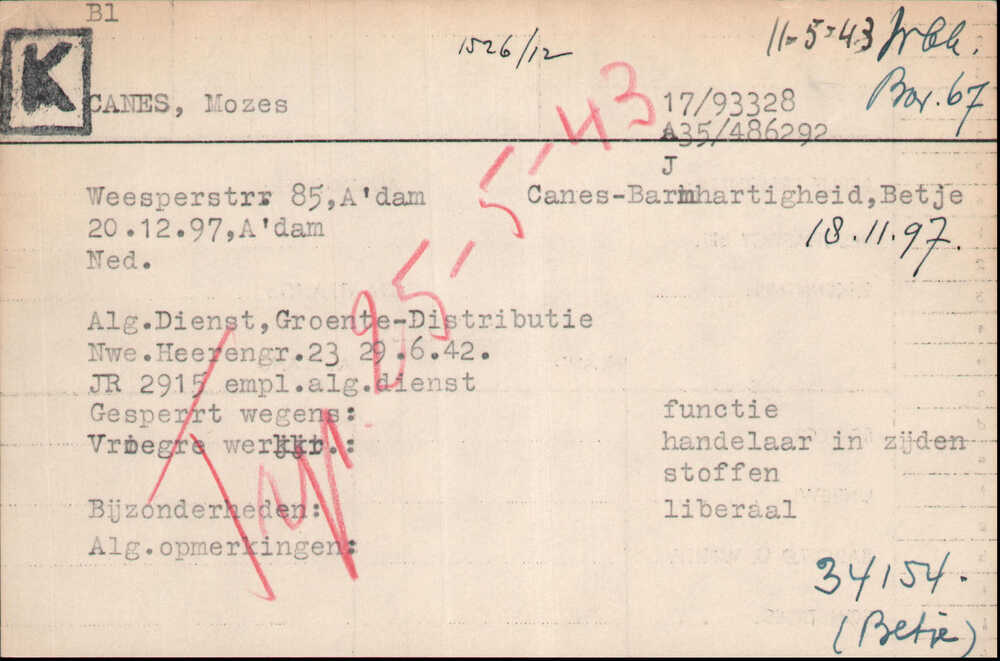 B1
K
1526/12
11-5-43
Bar. 67
CANES, Mozes
17/93328
A35/486292
J
Weesperstrr 85,A'dam
Canes-Barmhartigheid,Betje
20.12.97,A'dam
18.11.97.
Ned.
25-5-43
Alg.Dienst,Groente-Distributie
Nwe.Heerengr.23 29.6.42.
JR 2915 empl.alg.dienst
Gesperrt wegens:
functie
Vroegre werkkr.:
handelaar in zijden
stoffen
Bijzonderheden:
liberaal
Alg.opmerkingen:
34154.
(Betje)